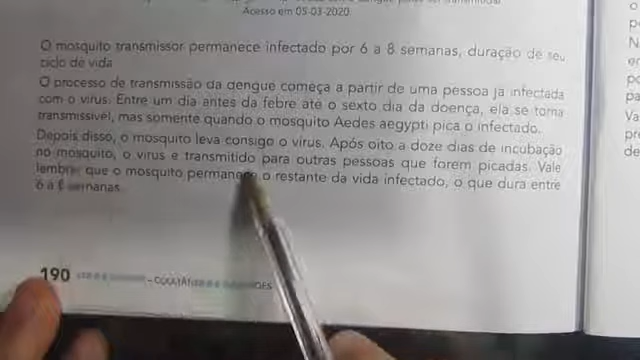 Acesso em 05-03-2020
O mosquito transmissor permanece infectado por 6 a 8 semanas, duração de seu
ciclo de vida
O processo de transmissão da dengue começa a partir de uma pessoa já infectada
com o vírus. Entre um dia antes da febre até o sexto dia da doença, ela se torna
transmissível, mas somente quando o mosquito Aedes aegypti pica o infectado.
Depois disso, o mosquito leva consigo o vírus. Após oito a doze dias de incubação
no mosquito, o vírus é transmitido para outras pessoas que forem picadas. Vale
lembrar que o mosquito permanece o restante da vida infectado, o que dura entre
6 a 8 semanas.
190